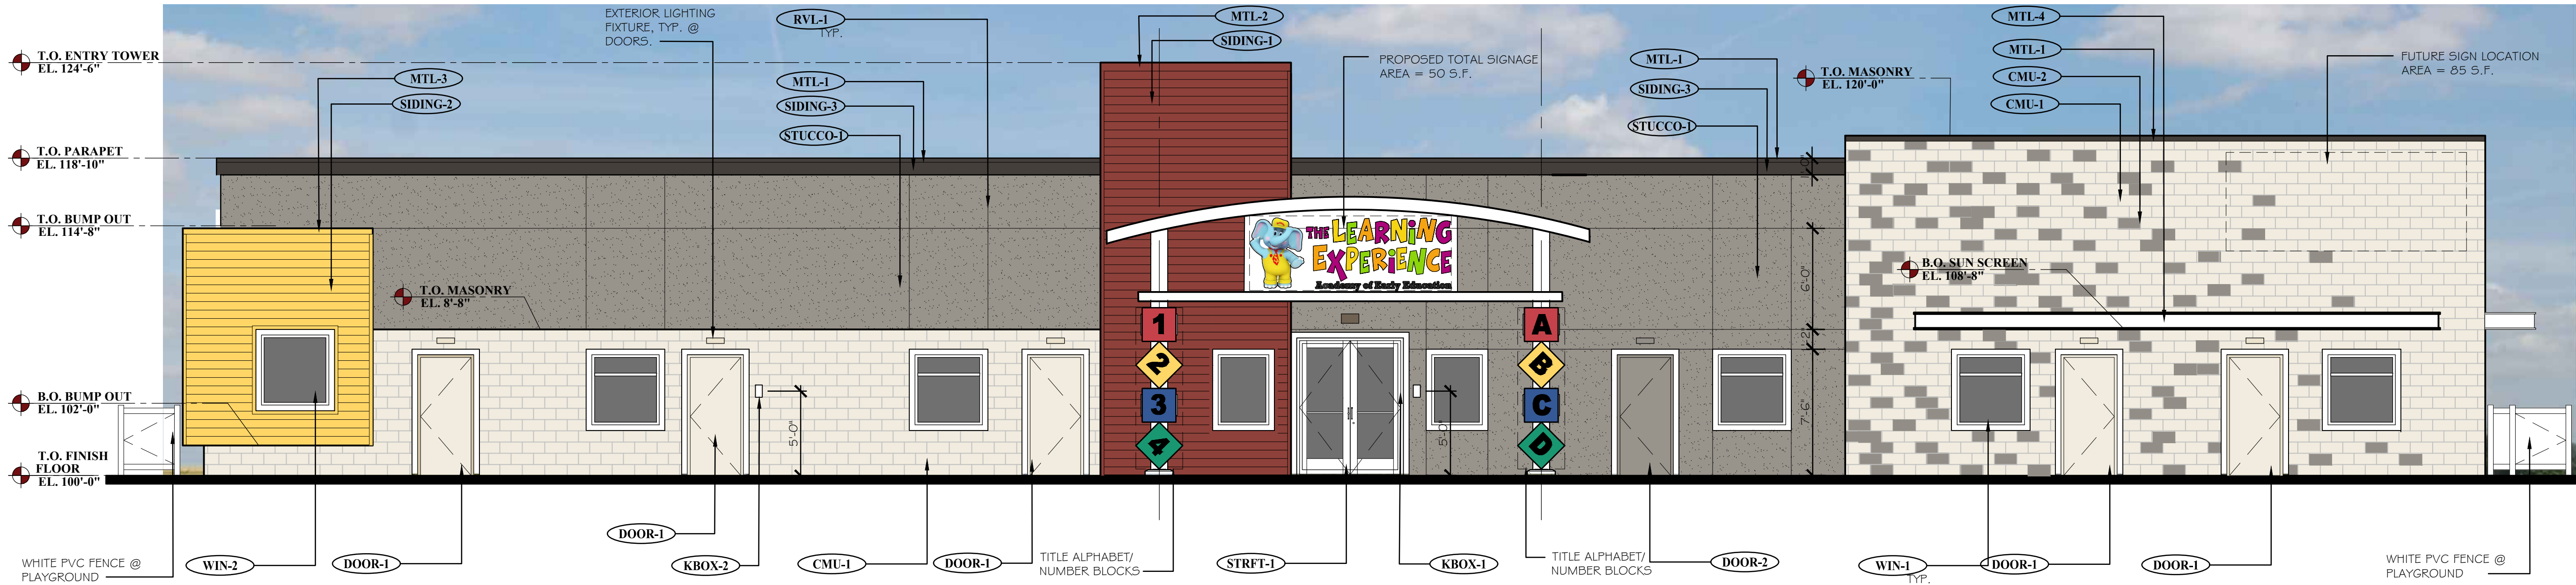 EXTERIOR LIGHTING
FIXTURE, TYP. @
DOORS.
RVL-1
TYP.
MTL-2
SIDING-1
MTL-4
MTL-1
CMU-2
CMU-1
T.O. ENTRY TOWER
EL. 124'-6"
MTL-3
SIDING-2
MTL-1
SIDING-3
STUCCO-1
PROPOSED TOTAL SIGNAGE
AREA = 50 S.F.
MTL-1
SIDING-3
STUCCO-1
T.O. MASONRY
EL. 120'-0"
FUTURE SIGN LOCATION
AREA = 85 S.F.
T.O. PARAPET
EL. 118'-10"
T.O. BUMP OUT
EL. 114'-8"
THE LEARNING
EXPERIENCE
Academy of Early Education
6'-0"
B.O. SUN SCREEN
EL. 108'-8"
T.O. MASONRY
EL. 8'-8"
1
2
3
4
A
B
C
D
7'-6"
5'-0"
5'-0"
B.O. BUMP OUT
EL. 102'-0"
T.O. FINISH
FLOOR
EL. 100'-0"
WHITE PVC FENCE @
PLAYGROUND
WIN-2
DOOR-1
DOOR-1
KBOX-2
CMU-1
DOOR-1
TITLE ALPHABET/
NUMBER BLOCKS
STRFT-1
KBOX-1
TITLE ALPHABET/
NUMBER BLOCKS
DOOR-2
WIN-1
TYP.
DOOR-1
DOOR-1
WHITE PVC FENCE @
PLAYGROUND